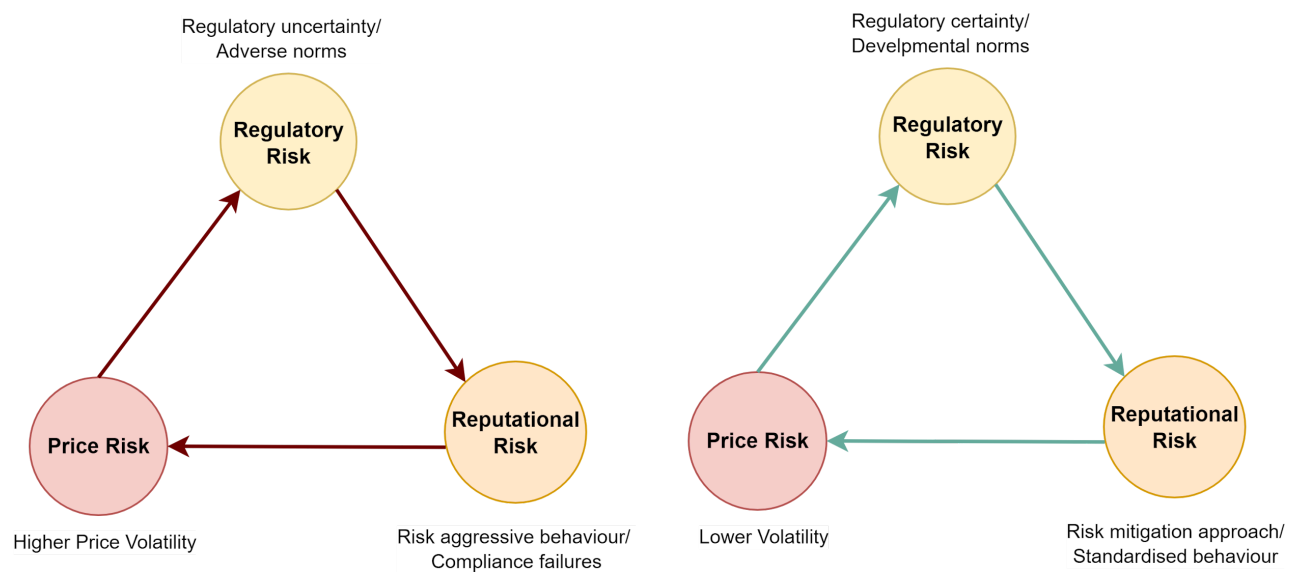 Regulatory uncertainty/
Adverse norms
Regulatory
Risk
Price Risk
Reputational
Risk
Higher Price Volatility
Risk aggressive behaviour/
Compliance failures
Regulatory certainty/
Develpmental norms
Regulatory
Risk
Price Risk
Reputational
Risk
Lower Volatility
Risk mitigation approach/
Standardised behaviour